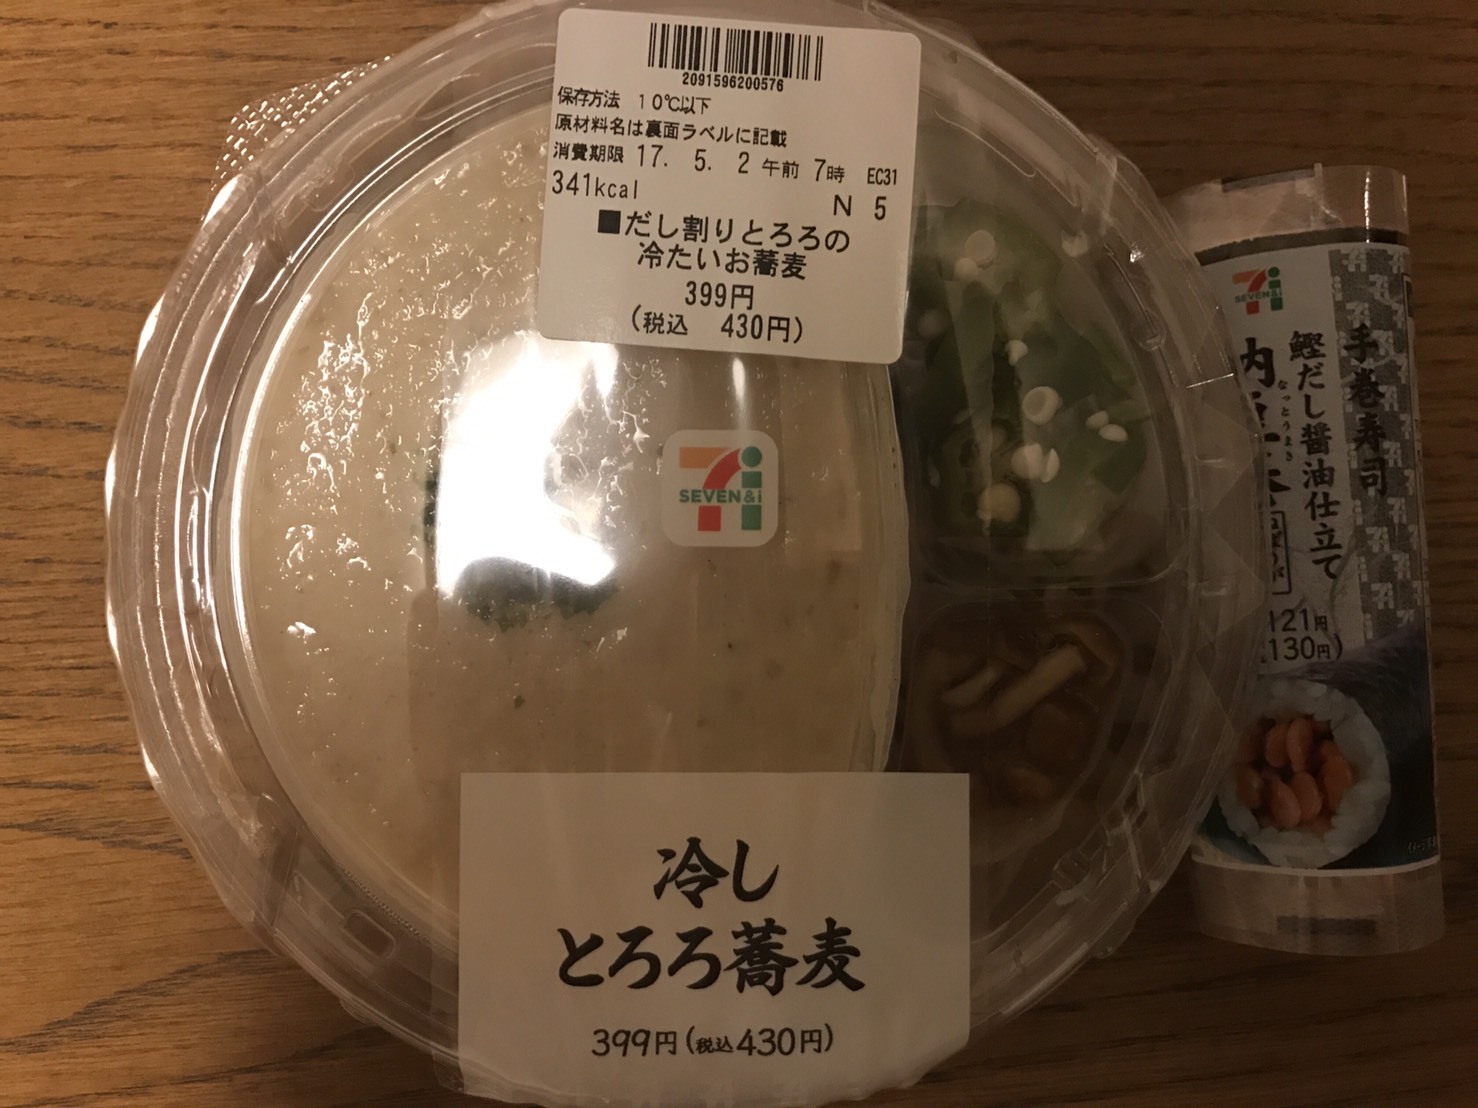 2091596200576
保存方法 10℃以下
原材料名は裏面ラベルに記載
消費期限 17. 5. 2 午前 7時 EC31
341kcal N 5
■だし割りとろろの
冷たいお蕎麦
399円
(税込 430円)
SEVEN&i
冷し
とろろ蕎麦
399円(税込430円)
SEVEN&i
手巻寿司
鰹だし醤油仕立て
なっとうまき
121円
130円)